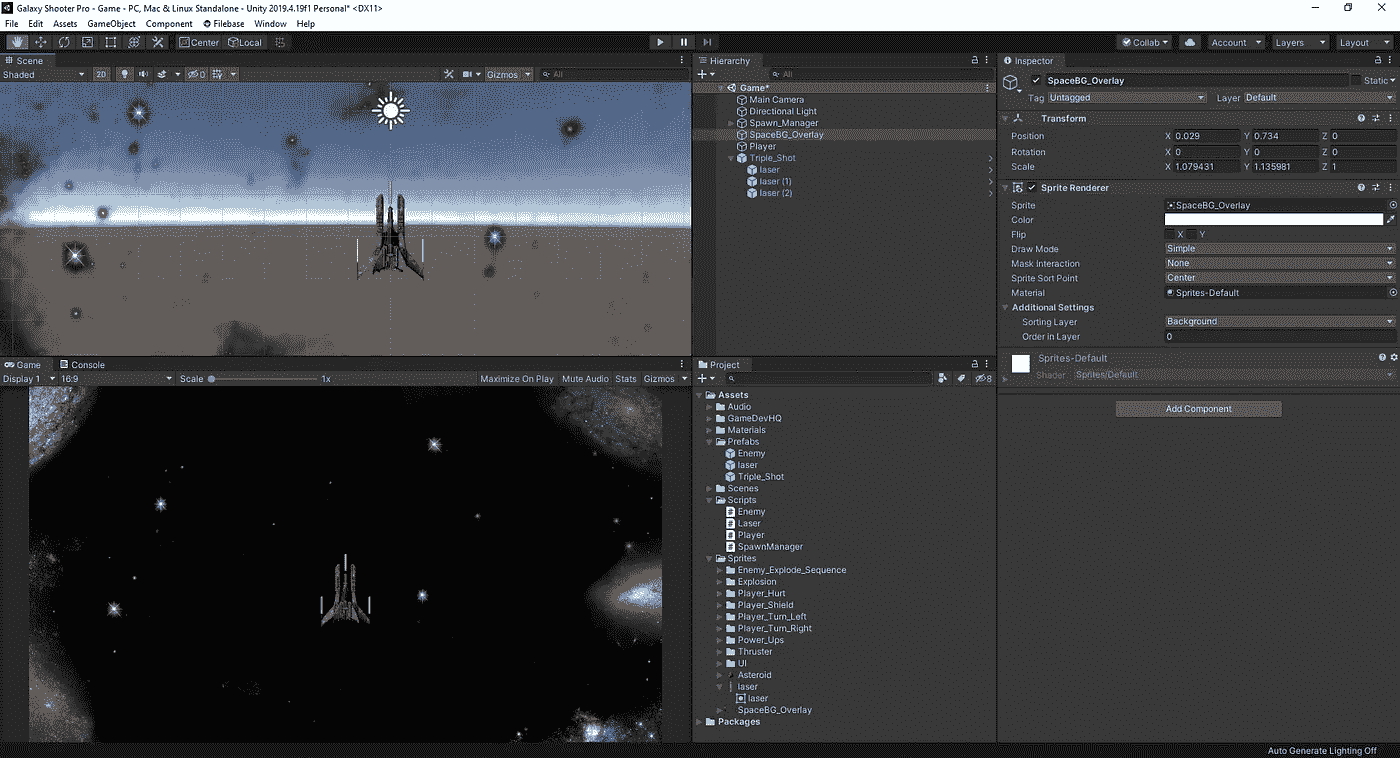 Galaxy Shooter Pro - Game - PC, Mac & Linux Standalone - Unity 2019.4.19f1 Personal* <DX11>
File Edit Assets GameObject Component Filebase Window Help
Center Local Collab Account Layers Layout
Scene
Shaded 2D 0 Gizmos All
Hierarchy
All
Game*
Main Camera
Directional Light
Spawn_Manager
SpaceBG_Overlay
Player
Triple_Shot
laser
laser (1)
laser (2)
Inspector
SpaceBG_Overlay Static
Tag Untagged Layer Default
Transform
Position X 0.029 Y 0.734 Z 0
Rotation X 0 Y 0 Z 0
Scale X 1.079431 Y 1.135981 Z 1
Sprite Renderer
Sprite SpaceBG_Overlay
Color
Flip X Y
Draw Mode Simple
Mask Interaction None
Sprite Sort Point Center
Material Sprites-Default
Additional Settings
Sorting Layer Background
Order in Layer 0
Sprites-Default
Shader Sprites/Default
Add Component
Game Console
Display 1 16:9 Scale 1x Maximize On Play Mute Audio Stats Gizmos
Project
8
Assets
Audio
GameDevHQ
Materials
Prefabs
Enemy
laser
Triple_Shot
Scenes
Scripts
Enemy
Laser
Player
SpawnManager
Sprites
Enemy_Explode_Sequence
Explosion
Player_Hurt
Player_Shield
Player_Turn_Left
Player_Turn_Right
Power_Ups
Thruster
UI
Asteroid
laser
laser
SpaceBG_Overlay
Packages
Auto Generate Lighting Off